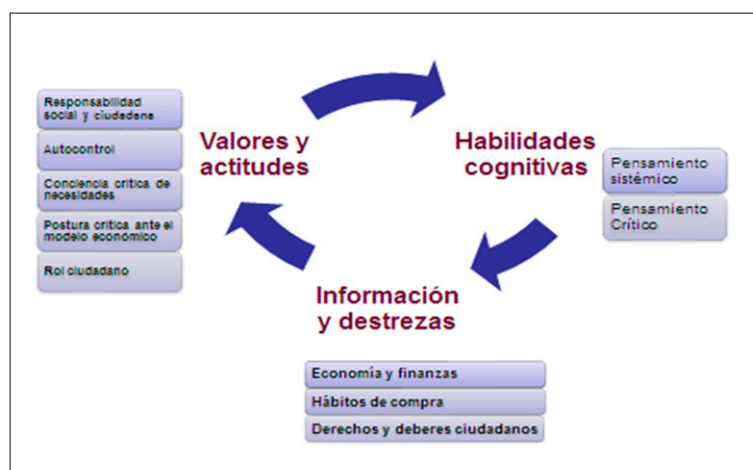 Responsabilidad
social y ciudadana
Autocontrol
Conciencia crítica de
necesidades
Postura crítica ante el
modelo económico
Rol ciudadano
Valores y
actitudes
Habilidades
cognitivas
Pensamiento
sistémico
Pensamiento
Crítico
Información
y destrezas
Economía y finanzas
Hábitos de compra
Derechos y deberes ciudadanos